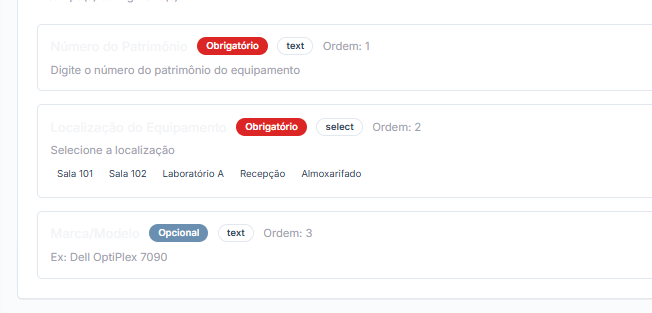 Número do Patrimônio Obrigatório text Ordem: 1
Digite o número do patrimônio do equipamento
Localização do Equipamento Obrigatório select Ordem: 2
Selecione a localização
Sala 101 Sala 102 Laboratório A Recepção Almoxarifado
Marca/Modelo Opcional text Ordem: 3
Ex: Dell OptiPlex 7090